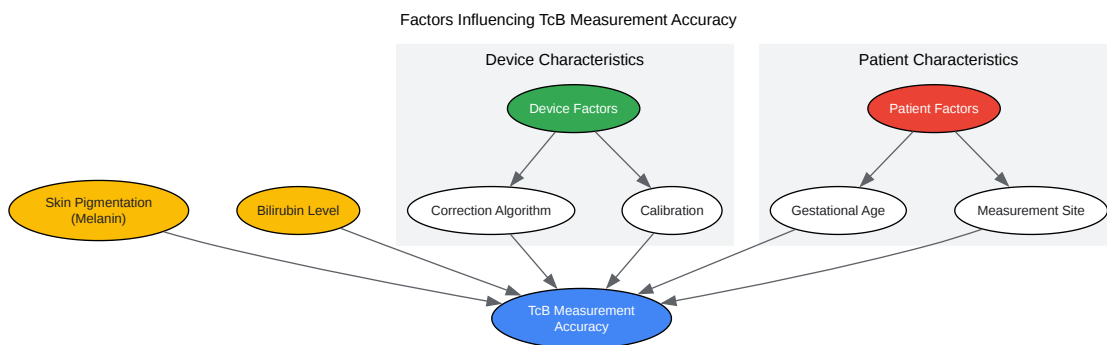 Factors Influencing TcB Measurement Accuracy
Device Characteristics
Patient Characteristics
Device Factors
Patient Factors
Skin Pigmentation
(Melanin)
Bilirubin Level
Correction Algorithm
Calibration
Gestational Age
Measurement Site
TcB Measurement
Accuracy